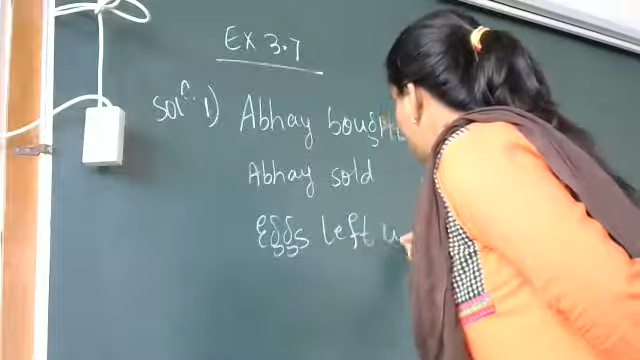 Ex 3.7
Solⁿ. 1) Abhay bought
Abhay sold
Eggs left